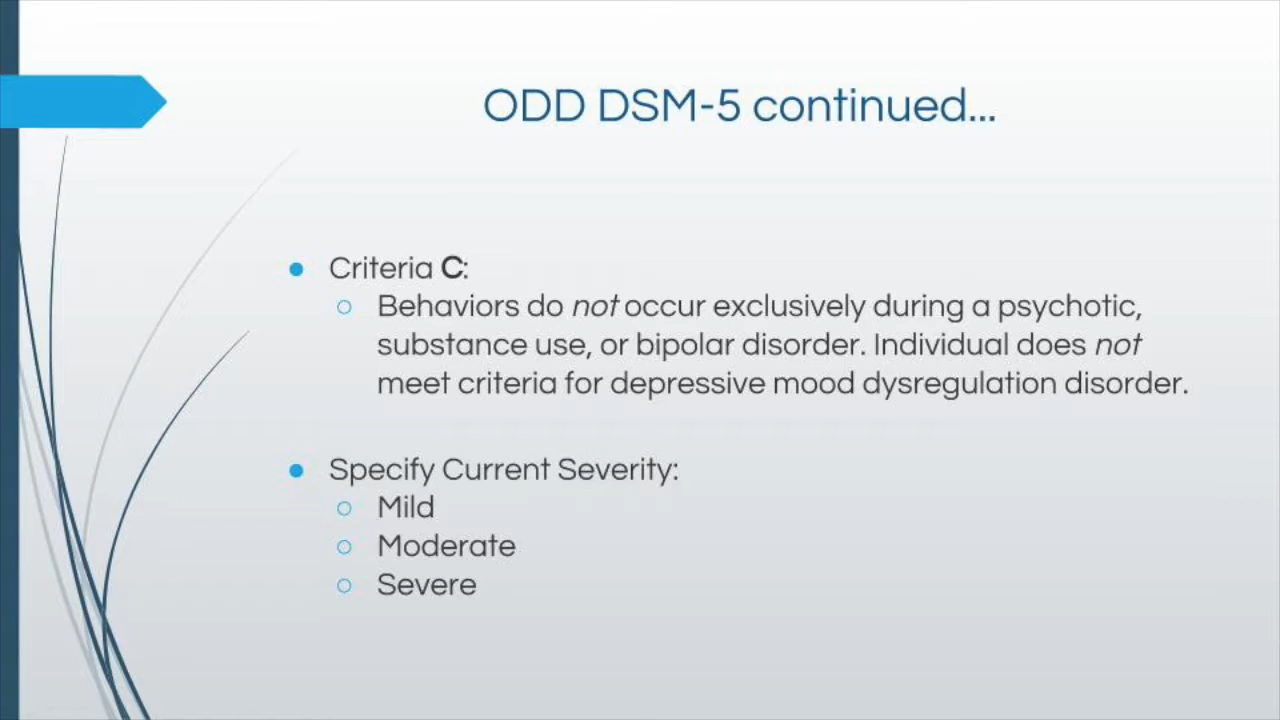 ODD DSM-5 continued...
Criteria C:
Behaviors do not occur exclusively during a psychotic,
substance use, or bipolar disorder. Individual does not
meet criteria for depressive mood dysregulation disorder.
Specify Current Severity:
Mild
Moderate
Severe